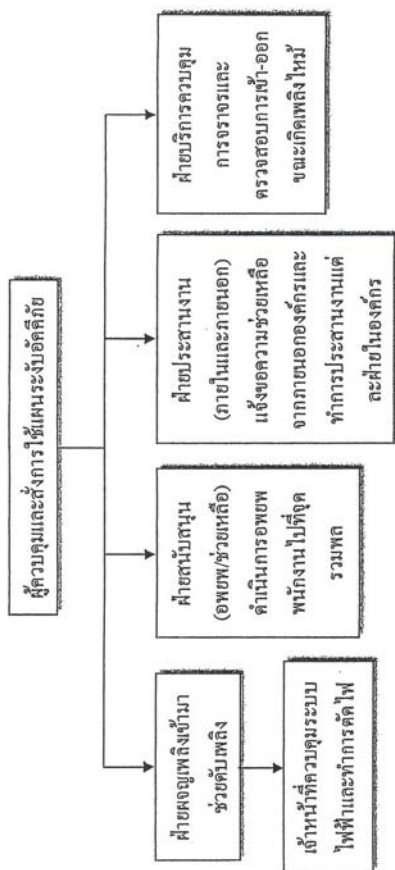 ผู้ควบคุมและสั่งการใช้แผนระงับอัคคีภัย
ฝ่ายผจญเพลิงเข้ามา
ช่วยดับเพลิง
เจ้าหน้าที่ควบคุมระบบ
ไฟฟ้าและทำการตัดไฟ
ฝ่ายสนับสนุน
(อพยพ/ช่วยเหลือ)
ดำเนินการอพยพ
พนักงานไปที่จุด
รวมพล
ฝ่ายประสานงาน
(ภายในและภายนอก)
แจ้งขอความช่วยเหลือ
จากภายนอกองค์กรและ
ทำการประสานงานแต่
ละฝ่ายในองค์กร
ฝ่ายบริการควบคุม
การจราจรและ
ตรวจสอบการเข้า-ออก
ขณะเกิดเพลิงไหม้